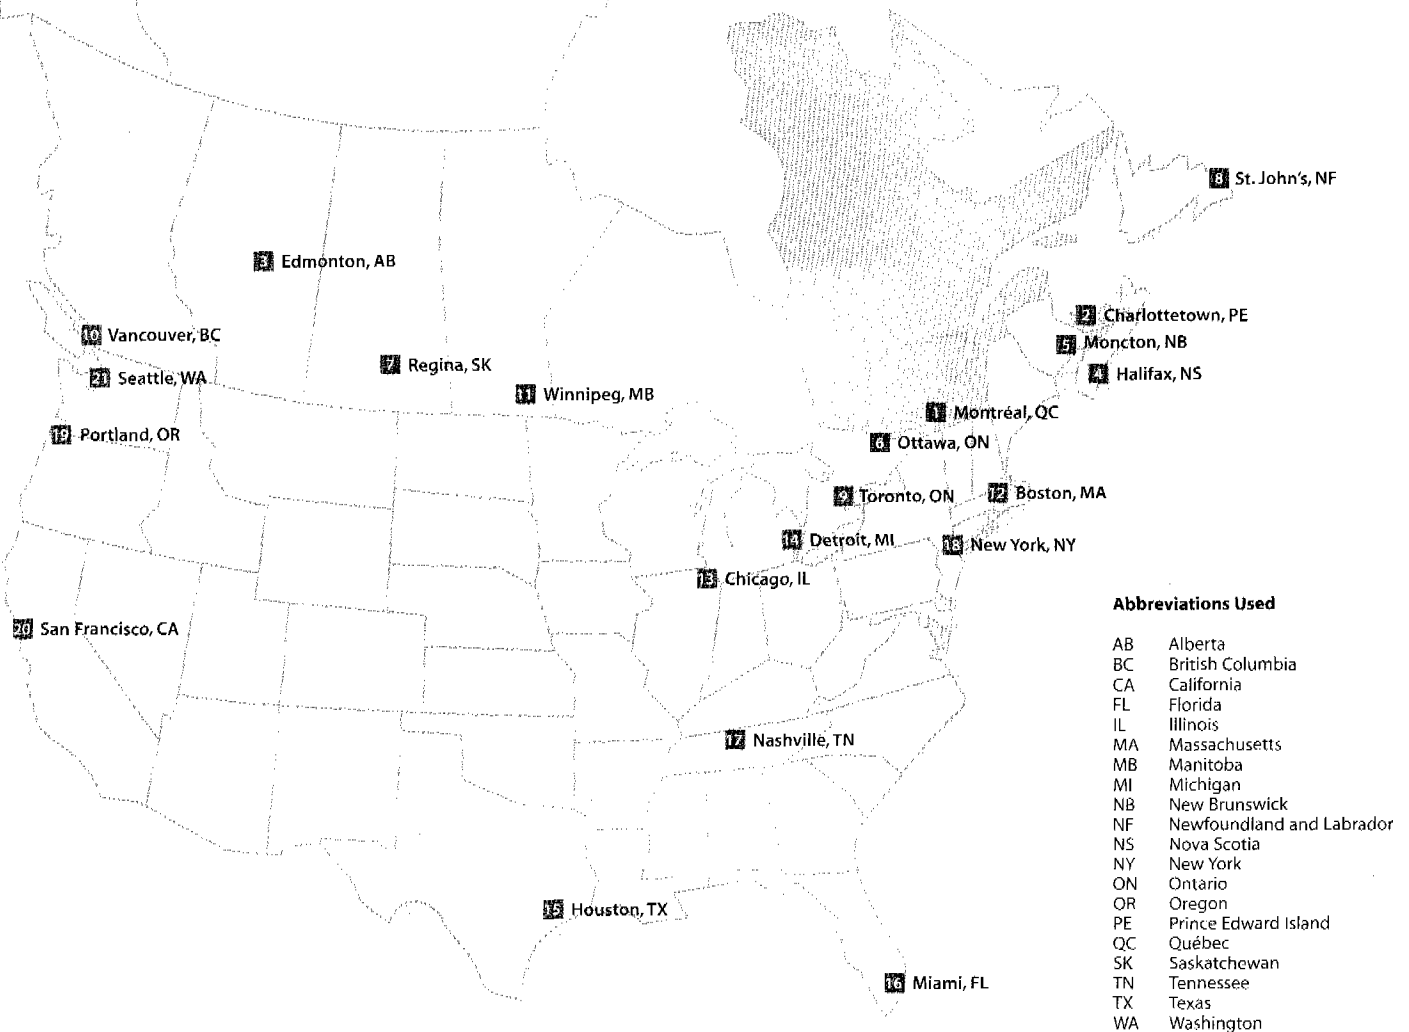 8 St. John's, NF
3 Edmonton, AB
2 Charlottetown, PE
10 Vancouver, BC
5 Moncton, NB
7 Regina, SK
4 Halifax, NS
21 Seattle, WA
11 Winnipeg, MB
1 Montréal, QC
19 Portland, OR
6 Ottawa, ON
9 Toronto, ON
12 Boston, MA
14 Detroit, MI
18 New York, NY
13 Chicago, IL
20 San Francisco, CA
17 Nashville, TN
15 Houston, TX
16 Miami, FL
Abbreviations Used
AB Alberta
BC British Columbia
CA California
FL Florida
IL Illinois
MA Massachusetts
MB Manitoba
MI Michigan
NB New Brunswick
NF Newfoundland and Labrador
NS Nova Scotia
NY New York
ON Ontario
OR Oregon
PE Prince Edward Island
QC Québec
SK Saskatchewan
TN Tennessee
TX Texas
WA Washington